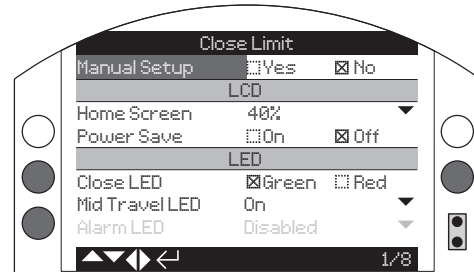 Close Limit
Manual Setup Yes No
LCD
Home Screen 40%
Power Save On Off
LED
Close LED Green Red
Mid Travel LED On
Alarm LED Disabled
1/8